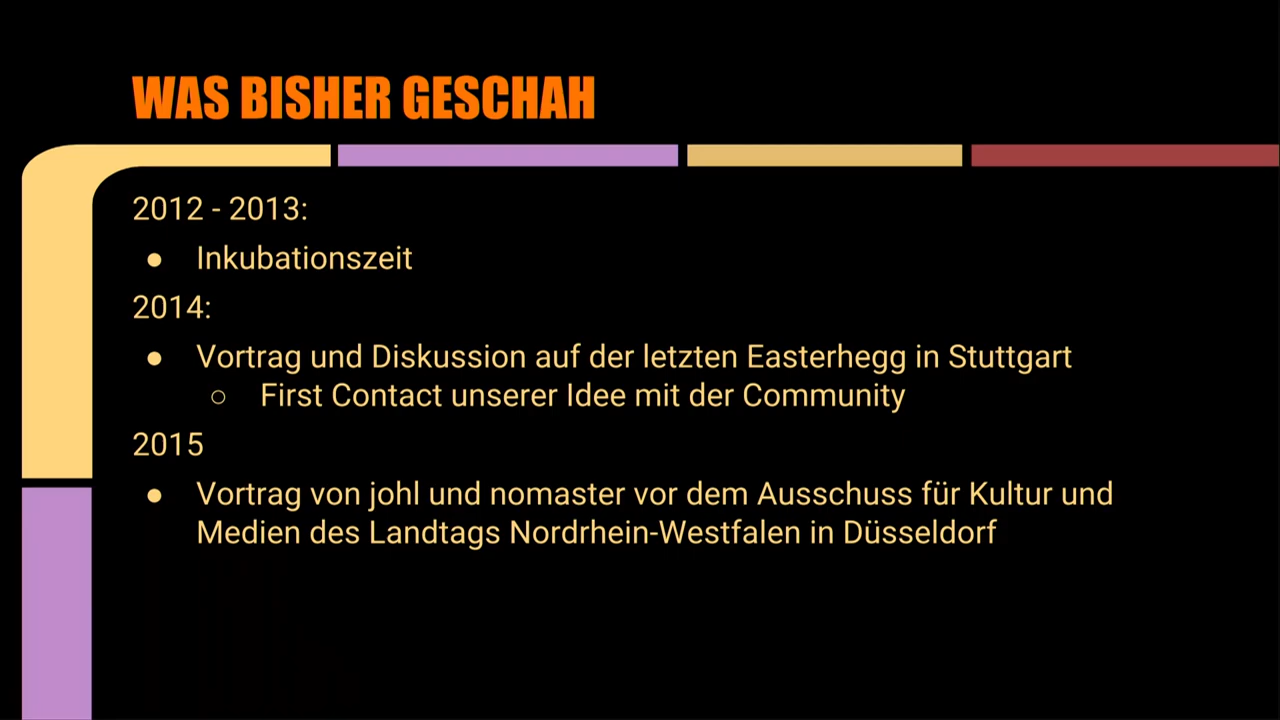 WAS BISHER GESCHAH
2012 - 2013:
● Inkubationszeit
2014:
● Vortrag und Diskussion auf der letzten Easterhegg in Stuttgart
○ First Contact unserer Idee mit der Community
2015
● Vortrag von johl und nomaster vor dem Ausschuss für Kultur und
Medien des Landtags Nordrhein-Westfalen in Düsseldorf